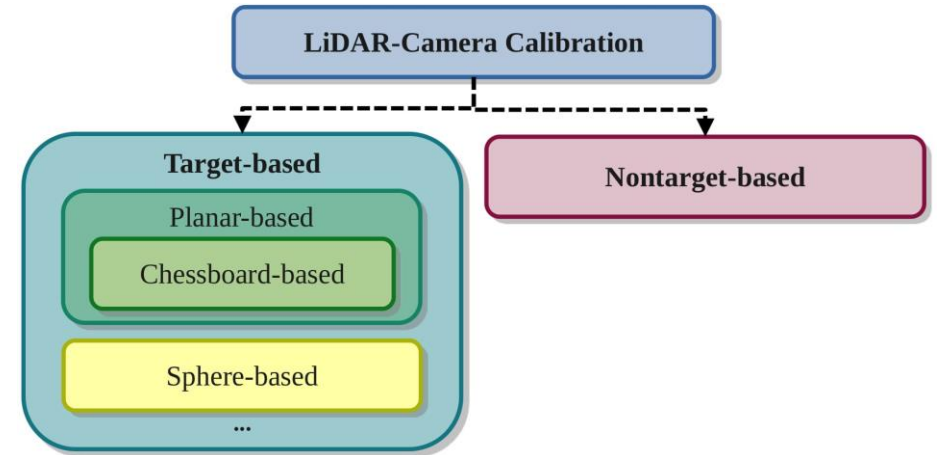 LiDAR-Camera Calibration
Target-based
Nontarget-based
Planar-based
Chessboard-based
Sphere-based
...